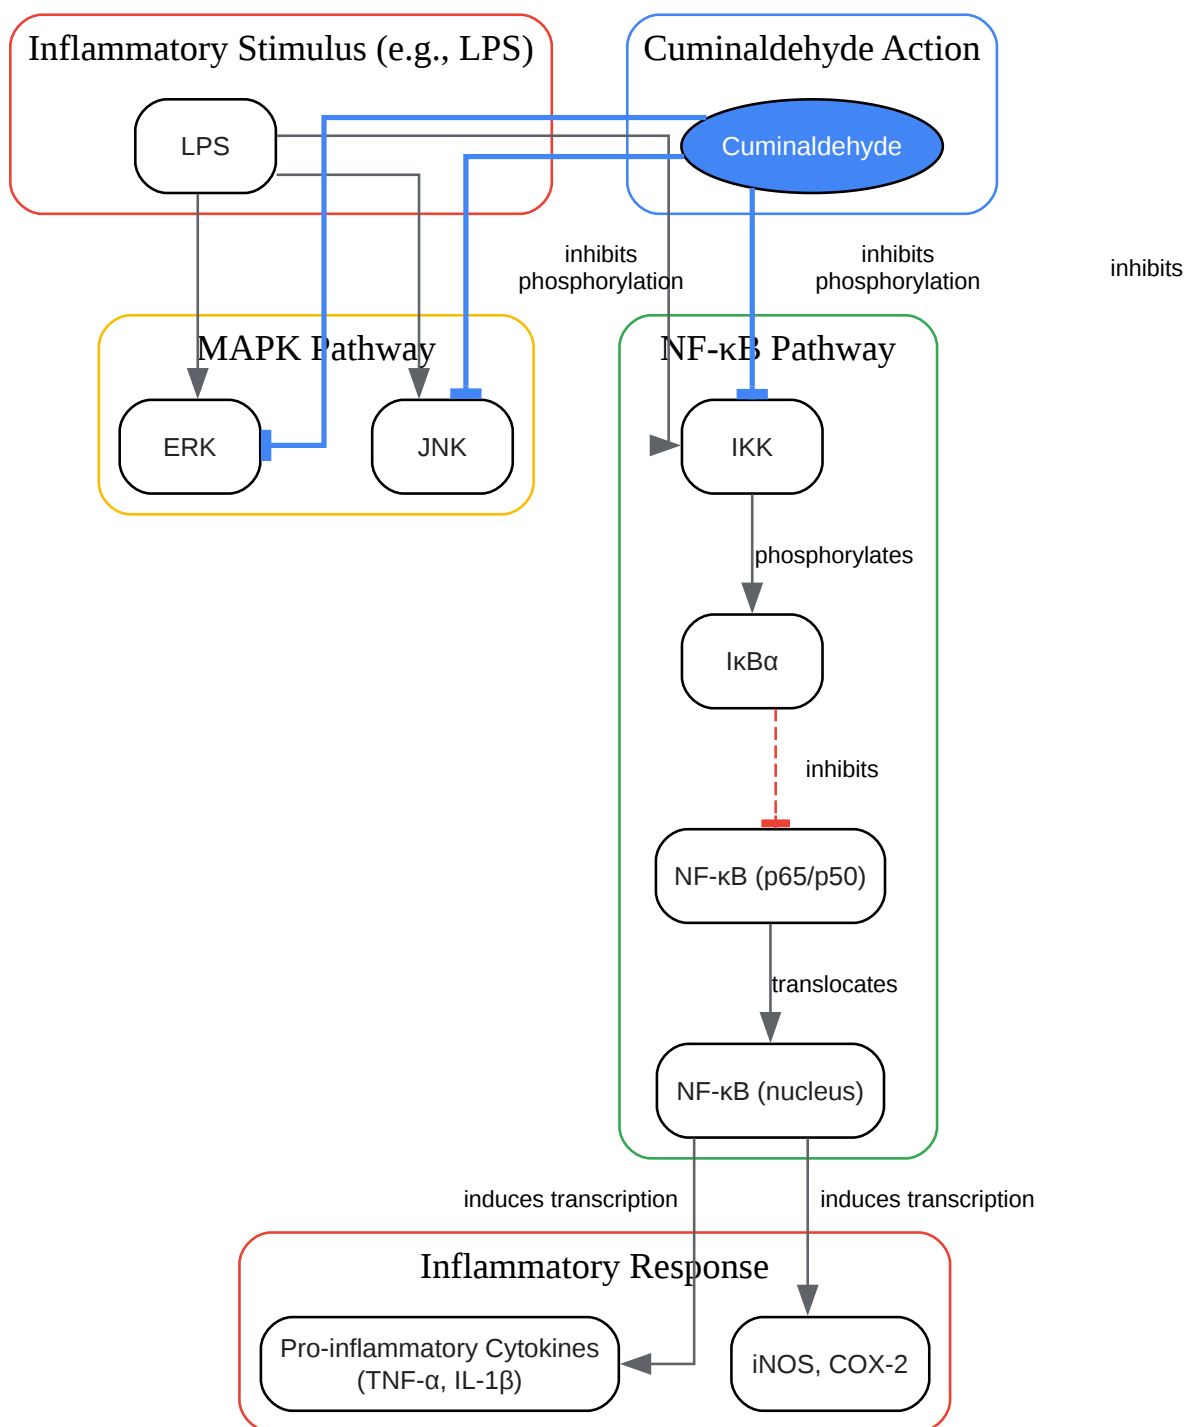 Inflammatory Stimulus (e.g., LPS)
Cuminaldehyde Action
LPS
Cuminaldehyde
inhibits
phosphorylation
inhibits
phosphorylation
inhibits
MAPK Pathway
NF-κB Pathway
ERK
JNK
IKK
phosphorylates
IκBα
inhibits
NF-κB (p65/p50)
translocates
NF-κB (nucleus)
induces transcription
induces transcription
Inflammatory Response
Pro-inflammatory Cytokines
(TNF-α, IL-1β)
iNOS, COX-2